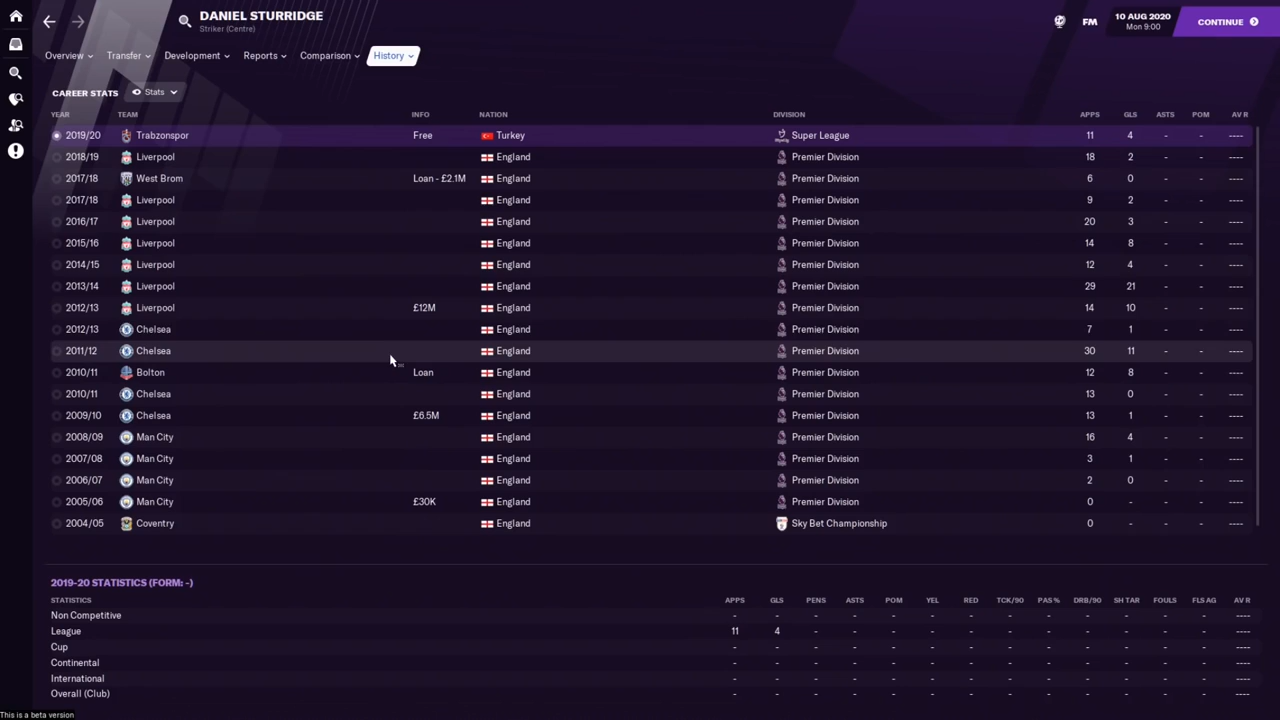 DANIEL STURRIDGE
Striker (Centre)
FM
10 AUG 2020
Mon 9:00
CONTINUE
Overview Transfer Development Reports Comparison History
CAREER STATS Stats
YEAR TEAM INFO NATION DIVISION APPS GLS ASTS POM AV R
2019/20 Trabzonspor Free Turkey Super League 11 4 - - ----
2018/19 Liverpool England Premier Division 18 2 - - ----
2017/18 West Brom Loan - £2.1M England Premier Division 6 0 - - ----
2017/18 Liverpool England Premier Division 9 2 - - ----
2016/17 Liverpool England Premier Division 20 3 - - ----
2015/16 Liverpool England Premier Division 14 8 - - ----
2014/15 Liverpool England Premier Division 12 4 - - ----
2013/14 Liverpool England Premier Division 29 21 - - ----
2012/13 Liverpool £12M England Premier Division 14 10 - - ----
2012/13 Chelsea England Premier Division 7 1 - - ----
2011/12 Chelsea England Premier Division 30 11 - - ----
2010/11 Bolton Loan England Premier Division 12 8 - - ----
2010/11 Chelsea England Premier Division 13 0 - - ----
2009/10 Chelsea £6.5M England Premier Division 13 1 - - ----
2008/09 Man City England Premier Division 16 4 - - ----
2007/08 Man City England Premier Division 3 1 - - ----
2006/07 Man City England Premier Division 2 0 - - ----
2005/06 Man City £30K England Premier Division 0 - - - ----
2004/05 Coventry England Sky Bet Championship 0 - - - ----
2019-20 STATISTICS (FORM: -)
STATISTICS APPS GLS PENS ASTS POM YEL RED TCK/90 PAS % DRB/90 SH TAR FOULS FLS AG AV R
Non Competitive - - - - - - - - - - - - - ----
League 11 4 - - - - - - - - - - - ----
Cup - - - - - - - - - - - - - ----
Continental - - - - - - - - - - - - - ----
International - - - - - - - - - - - - - ----
Overall (Club) - - - - - - - - - - - - - ----
This is a beta version